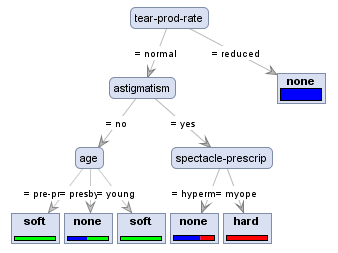 tear-prod-rate
= normal
= reduced
none
astigmatism
= no
= yes
age
spectacle-prescrip
= pre-pr
= presby
= young
= hyperm
= myope
soft
none
soft
none
hard